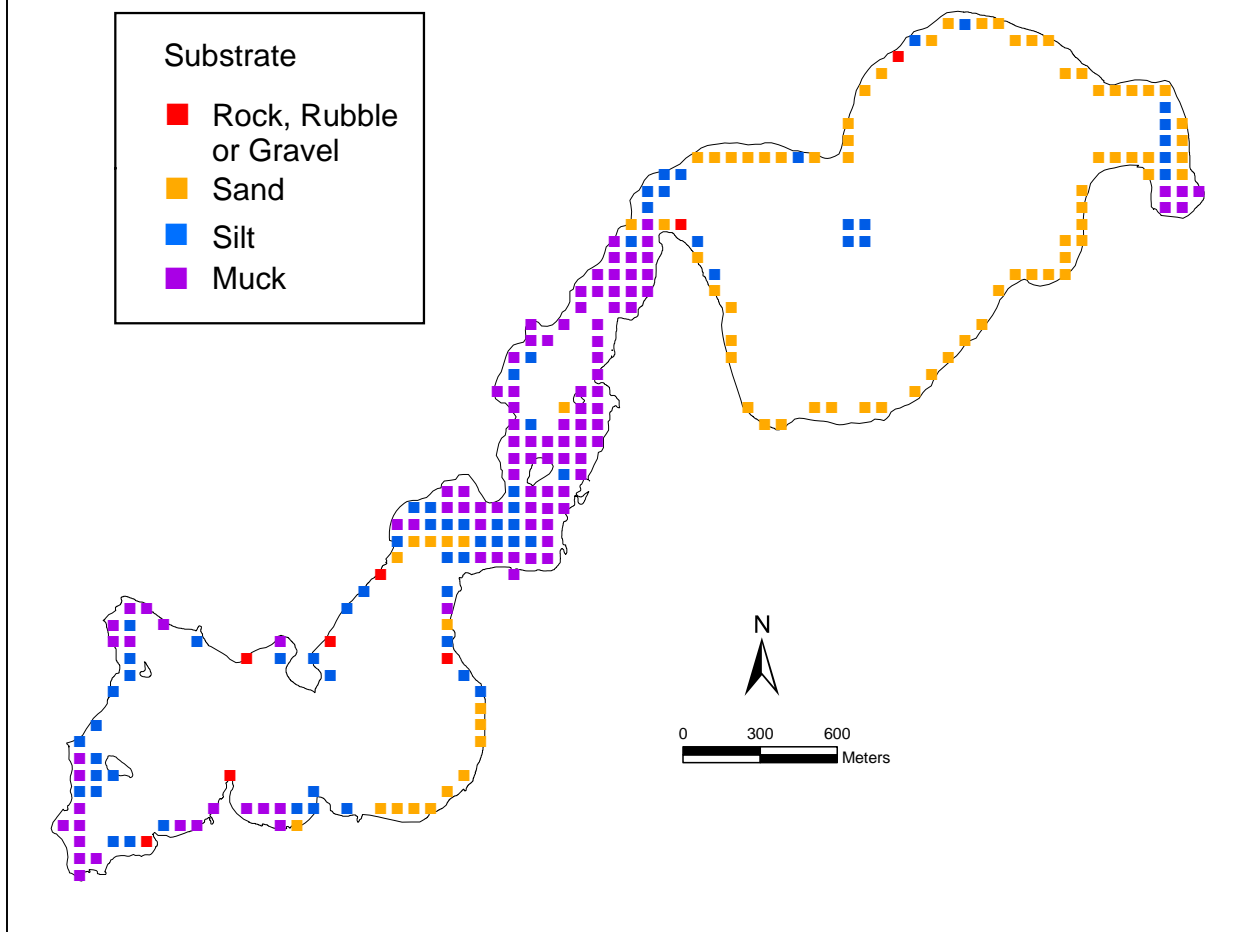 Substrate
Rock, Rubble
or Gravel
Sand
Silt
Muck
N
0 300 600
Meters